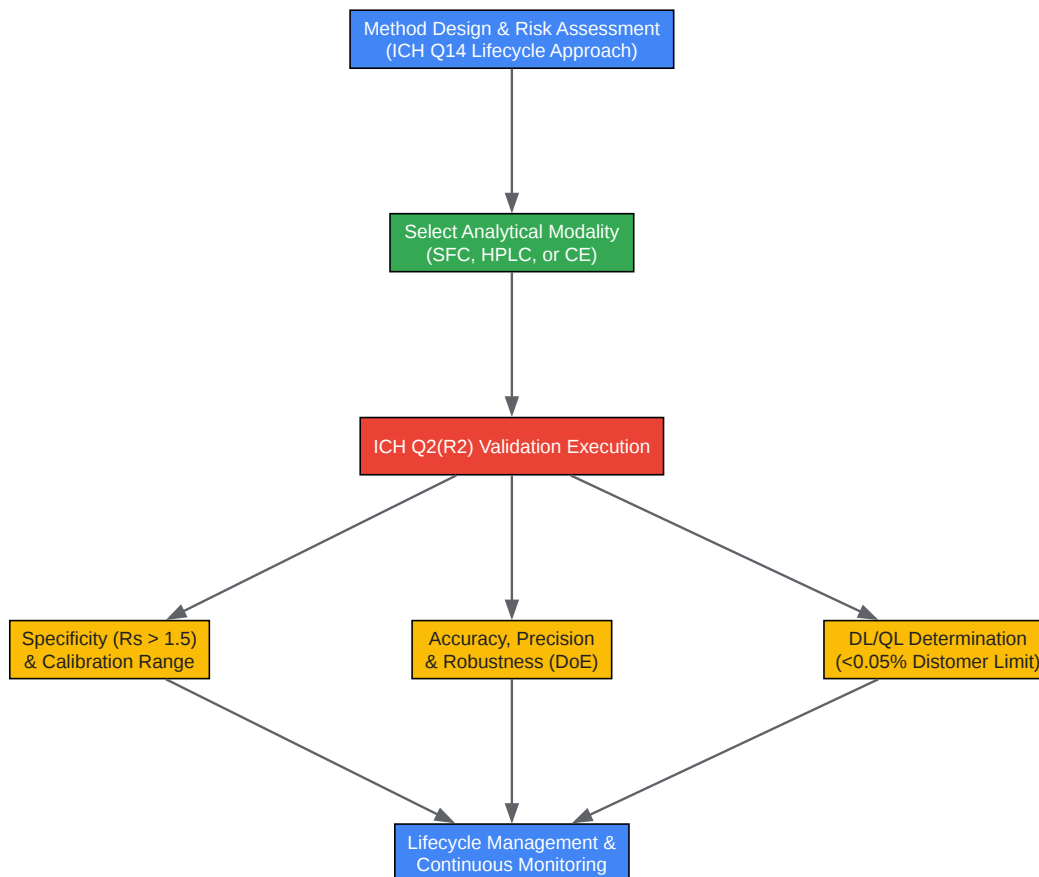 Method Design & Risk Assessment
(ICH Q14 Lifecycle Approach)
Select Analytical Modality
(SFC, HPLC, or CE)
ICH Q2(R2) Validation Execution
Specificity (Rs > 1.5)
& Calibration Range
Accuracy, Precision
& Robustness (DoE)
DL/QL Determination
(<0.05% Distomer Limit)
Lifecycle Management &
Continuous Monitoring